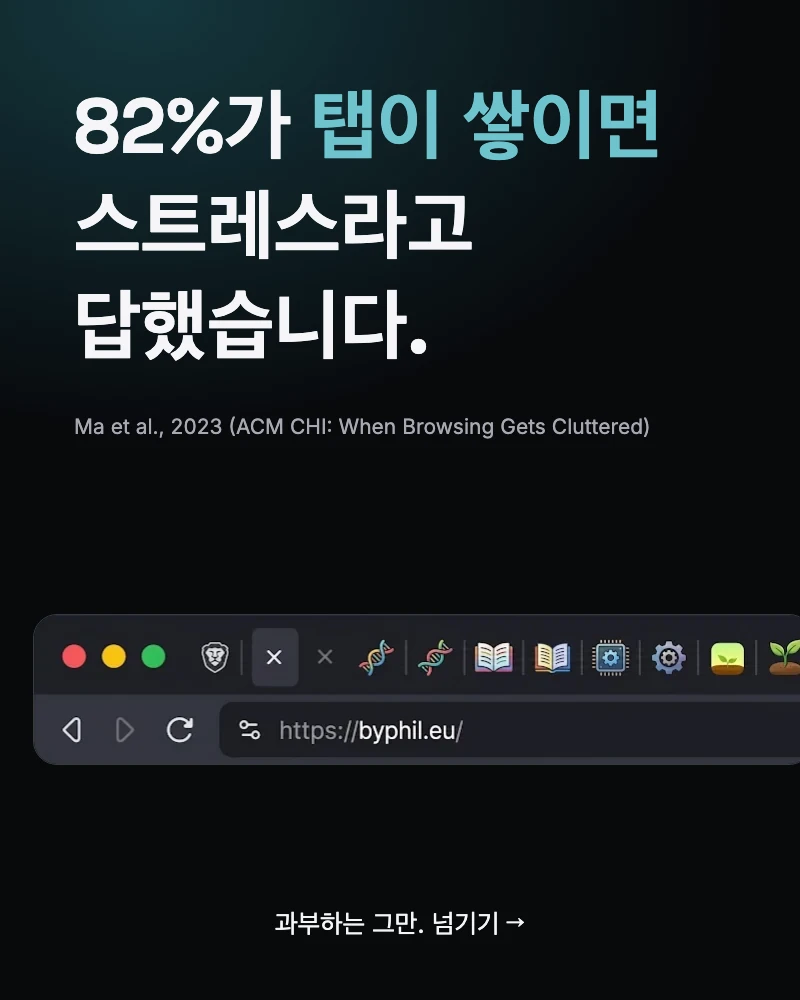 82%가 탭이 쌓이면
스트레스라고
답했습니다.
Ma et al., 2023 (ACM CHI: When Browsing Gets Cluttered)
https://byphil.eu/
과부하는 그만. 넘기기 →